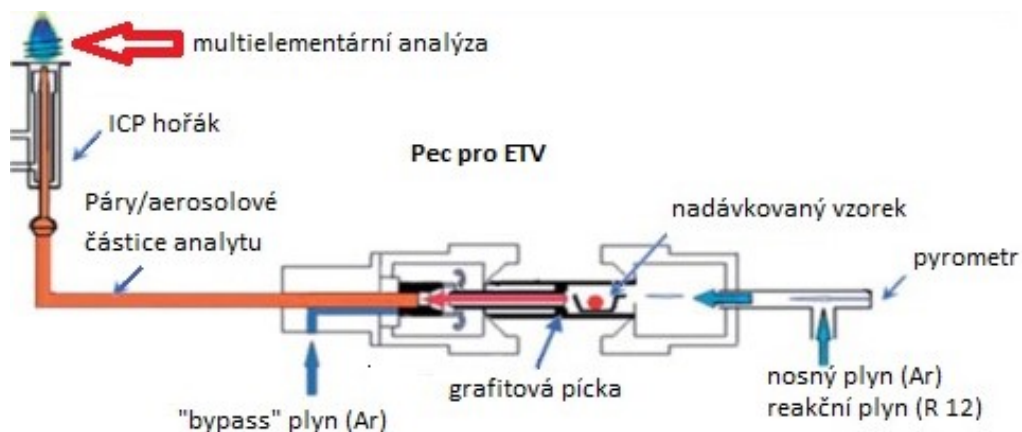 multielementární analýza
ICP hořák
Pec pro ETV
Páry/aerosolové
částice analytu
nadávkovaný vzorek
pyrometr
grafitová pícka
nosný plyn (Ar)
reakční plyn (R 12)
"bypass" plyn (Ar)